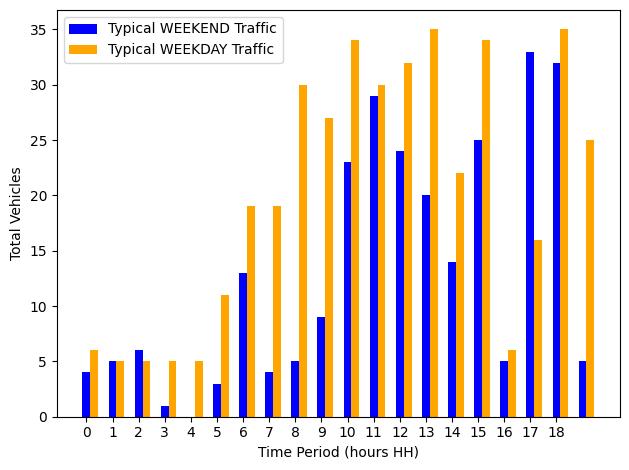 Typical WEEKEND Traffic
Typical WEEKDAY Traffic
35
30
25
20
15
10
5
0
Total Vehicles
0 1 2 3 4 5 6 7 8 9 10 11 12 13 14 15 16 17 18
Time Period (hours HH)